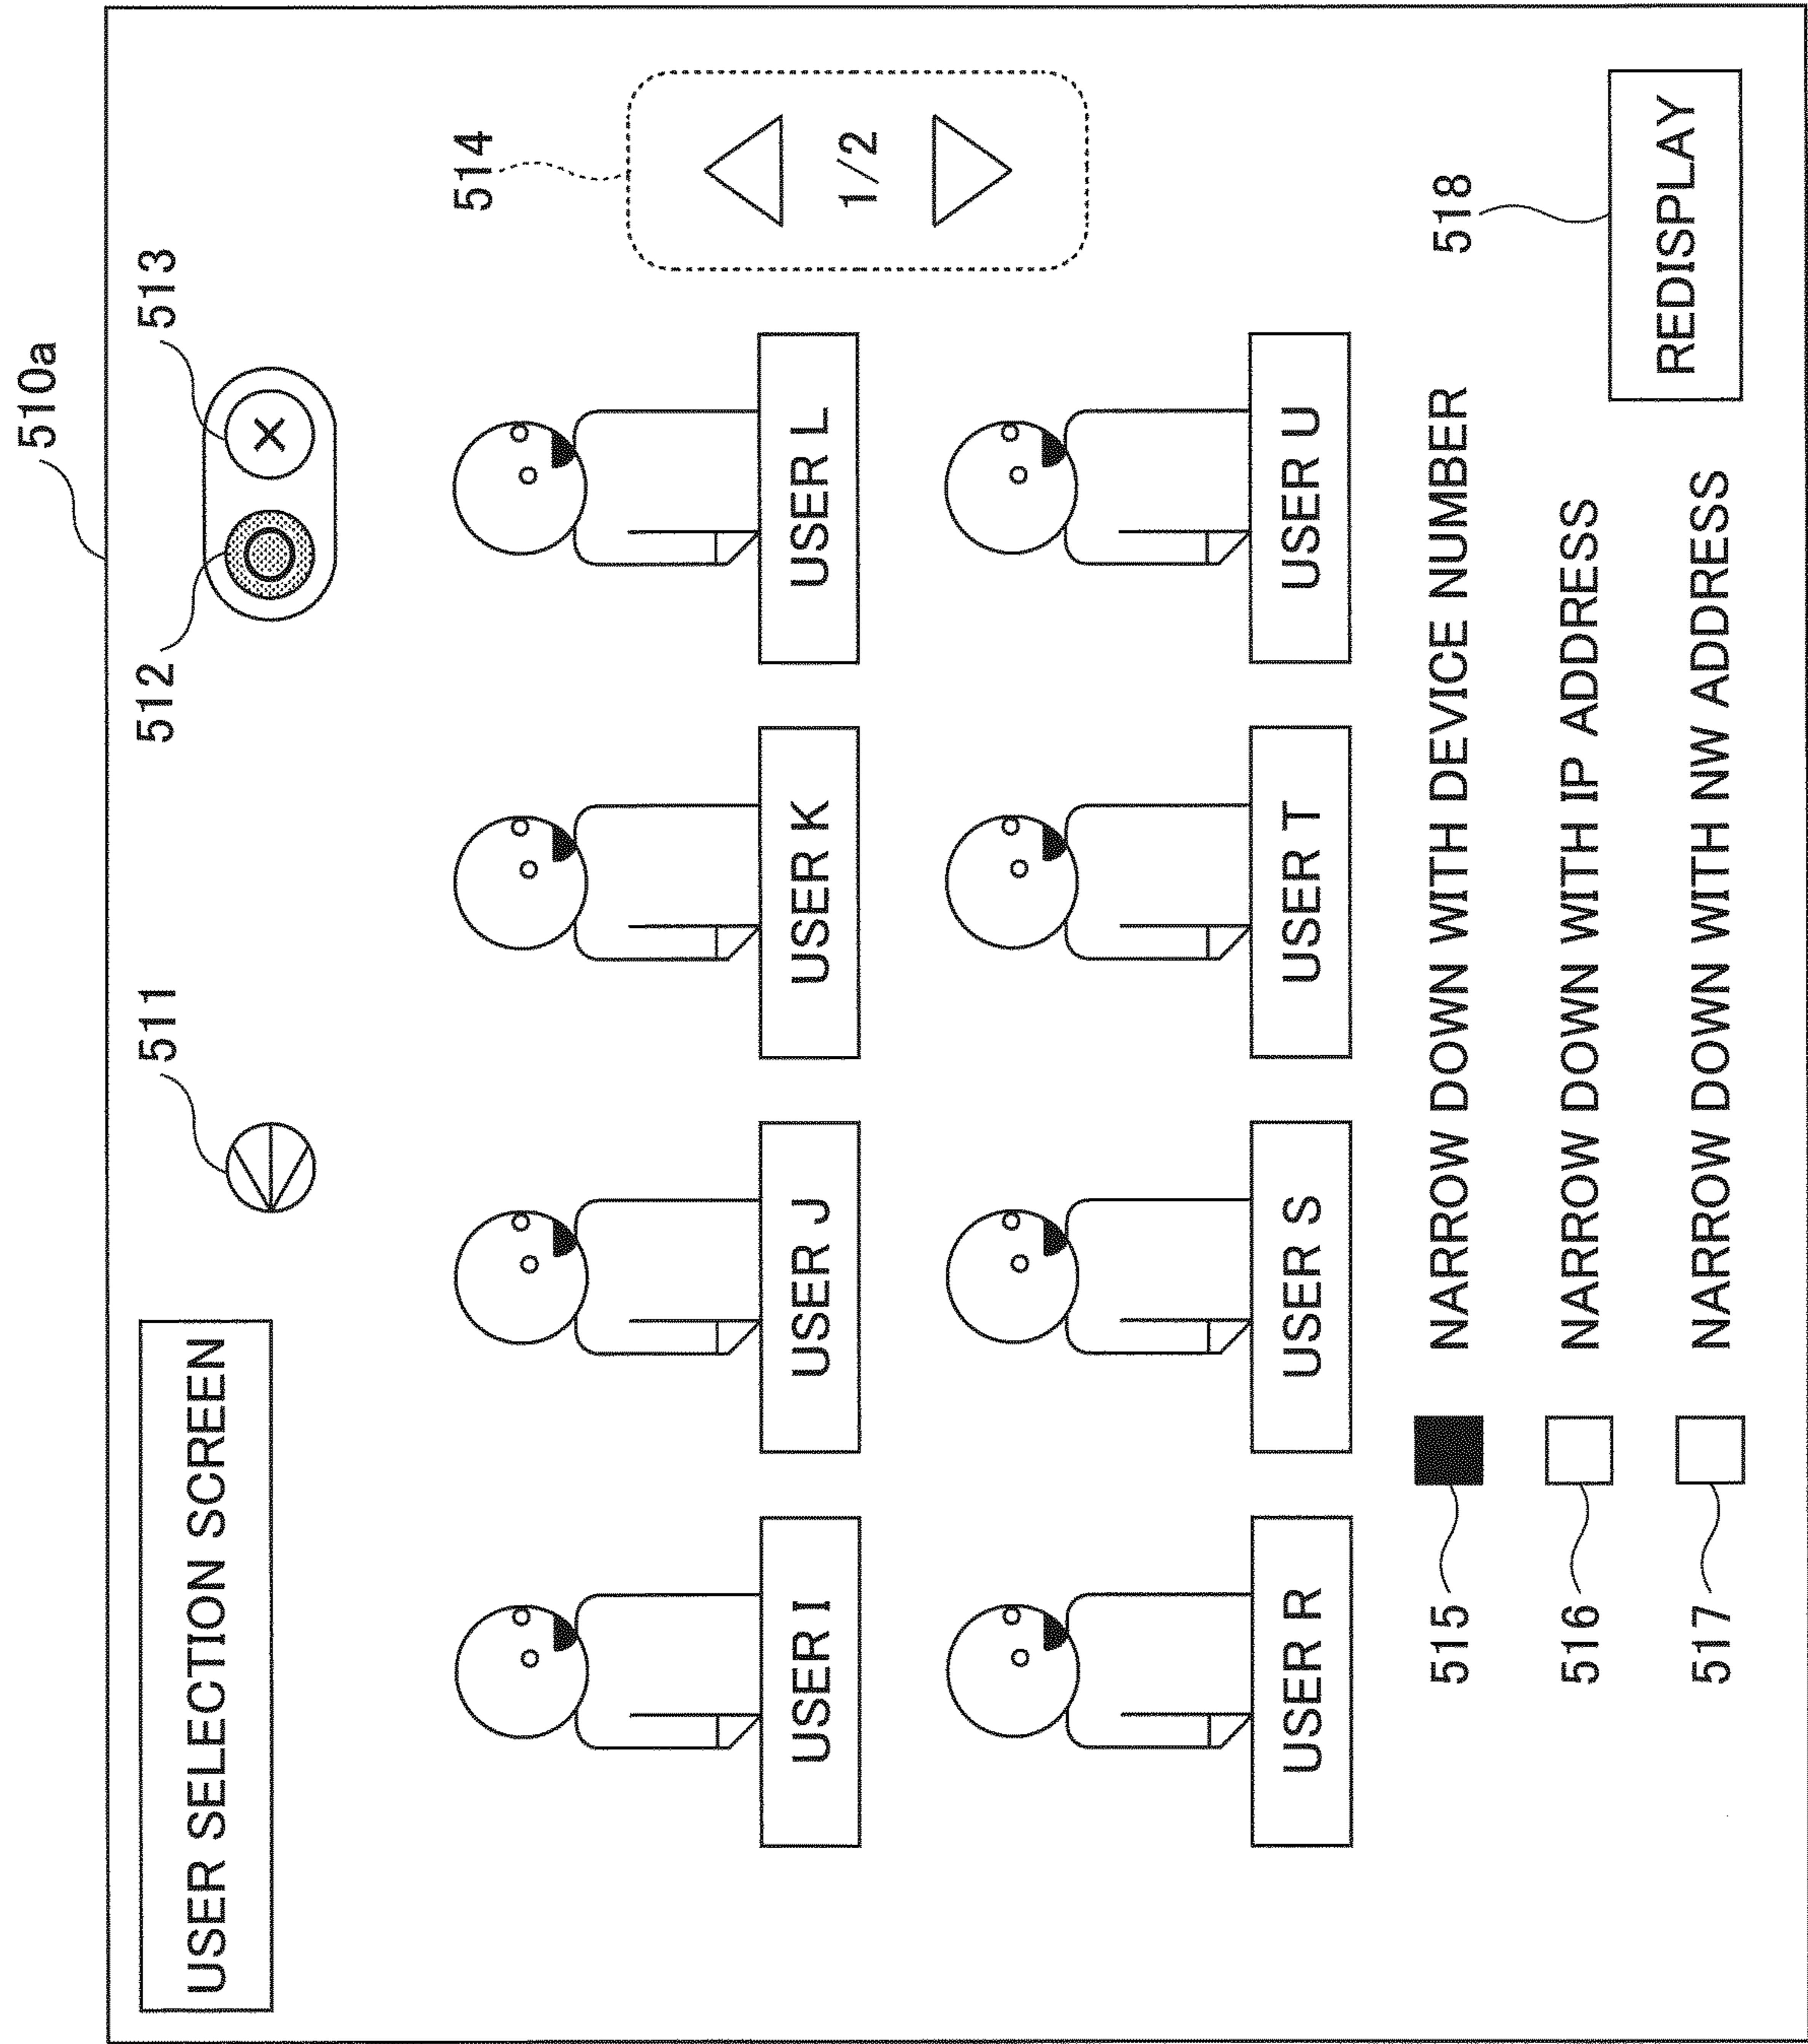 510a
USER SELECTION SCREEN
511
512
513
×
USER I
USER J
USER K
USER L
514
1/2
USER R
USER S
USER T
USER U
515
NARROW DOWN WITH DEVICE NUMBER
516
NARROW DOWN WITH IP ADDRESS
517
NARROW DOWN WITH NW ADDRESS
518
REDISPLAY